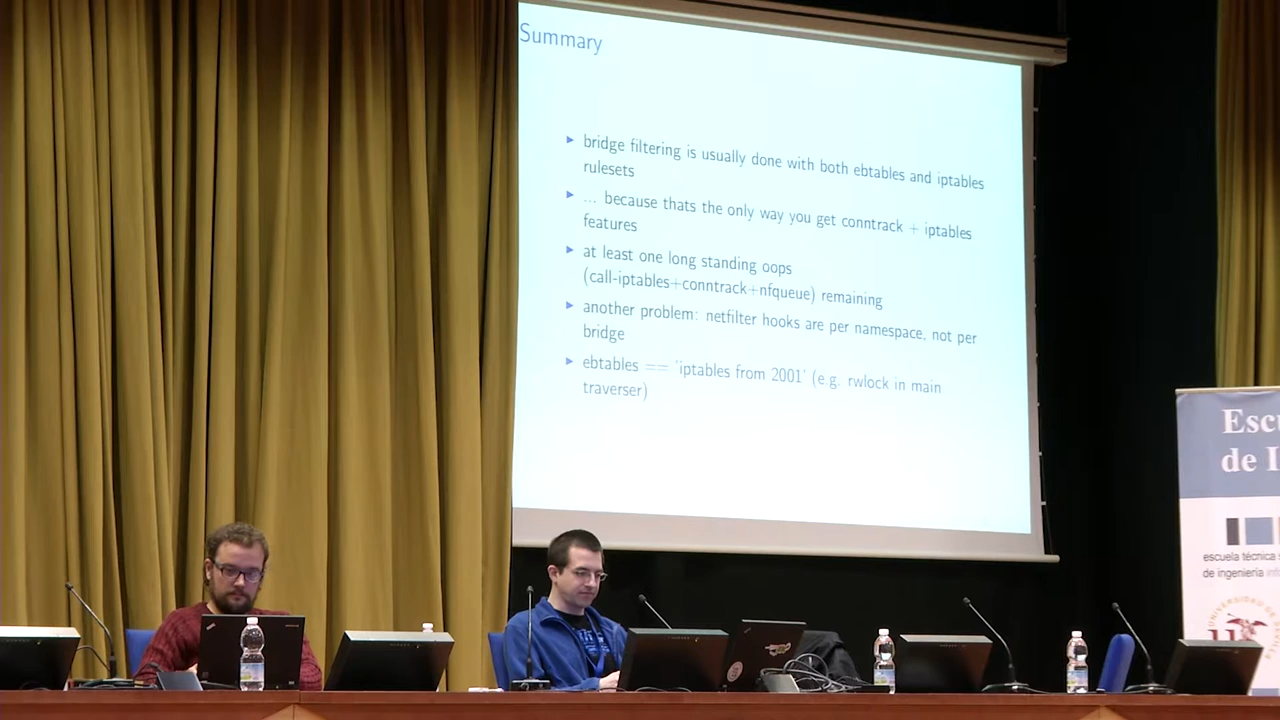 Summary
bridge filtering is usually done with both ebtables and iptables
rulesets
... because thats the only way you get conntrack + iptables
features
at least one long standing oops
(call-iptables+conntrack+nfqueue) remaining
another problem: netfilter hooks are per namespace, not per
bridge
ebtables == 'iptables from 2001' (e.g. rwlock in main
traverser)
Escu
de I
escuela técnica s
de ingeniería inf